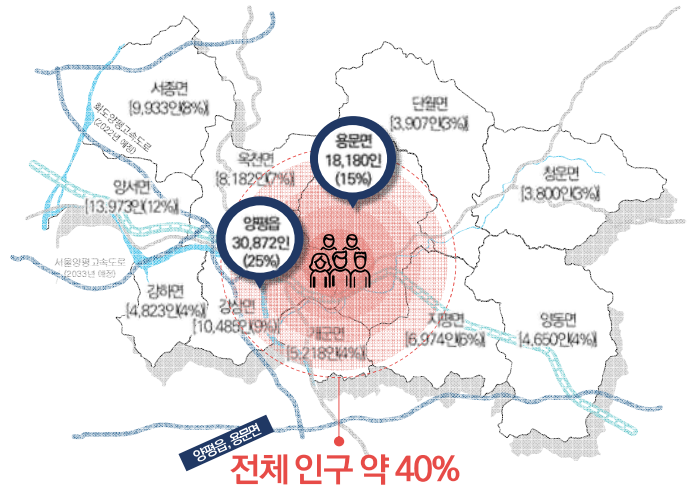 서종면
[9,933인(8%)]
단월면
[3,907인(3%)]
화도양평고속도로
(2022년 예정)
용문면
18,180인
(15%)
옥천면
[8,182인(7%)]
청운면
[3,800인(3%)]
양서면
[13,973인(12%)]
양평읍
30,872인
(25%)
서울양평고속도로
(2033년 예정)
강하면
[4,823인(4%)]
강상면
[10,486인(9%)]
개군면
[5,218인(4%)]
지평면
[6,974인(6%)]
양동면
[4,650인(4%)]
양평읍, 용문면
전체 인구 약 40%